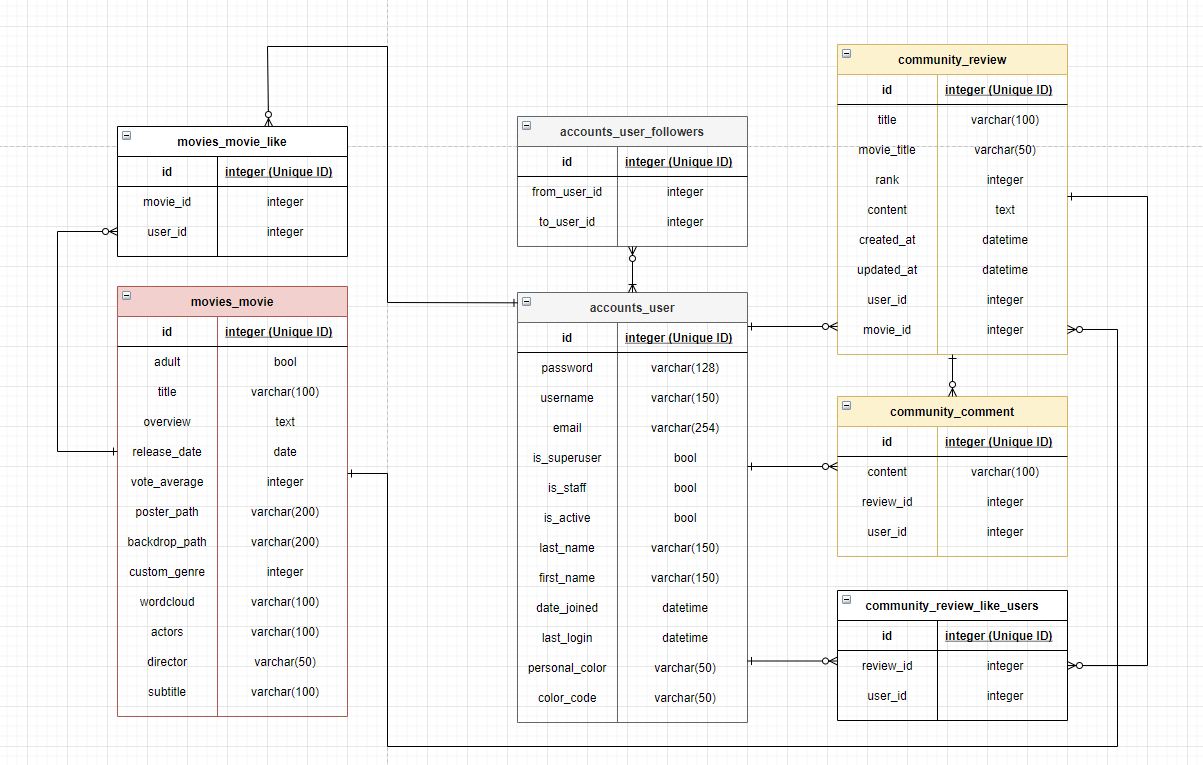 movies_movie_like
id integer (Unique ID)
movie_id integer
user_id integer
movies_movie
id integer (Unique ID)
adult bool
title varchar(100)
overview text
release_date date
vote_average integer
poster_path varchar(200)
backdrop_path varchar(200)
custom_genre integer
wordcloud varchar(100)
actors varchar(100)
director varchar(50)
subtitle varchar(100)
accounts_user_followers
id integer (Unique ID)
from_user_id integer
to_user_id integer
accounts_user
id integer (Unique ID)
password varchar(128)
username varchar(150)
email varchar(254)
is_superuser bool
is_staff bool
is_active bool
last_name varchar(150)
first_name varchar(150)
date_joined datetime
last_login datetime
personal_color varchar(50)
color_code varchar(50)
community_review
id integer (Unique ID)
title varchar(100)
movie_title varchar(50)
rank integer
content text
created_at datetime
updated_at datetime
user_id integer
movie_id integer
community_comment
id integer (Unique ID)
content varchar(100)
review_id integer
user_id integer
community_review_like_users
id integer (Unique ID)
review_id integer
user_id integer